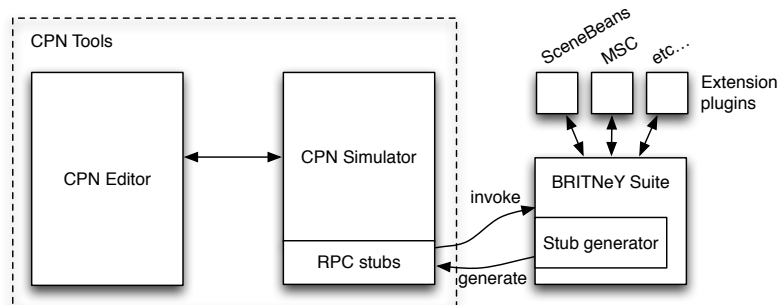 CPN Tools
CPN Editor
CPN Simulator
RPC stubs
invoke
generate
SceneBeans
MSC
etc...
Extension
plugins
BRITNeY Suite
Stub generator